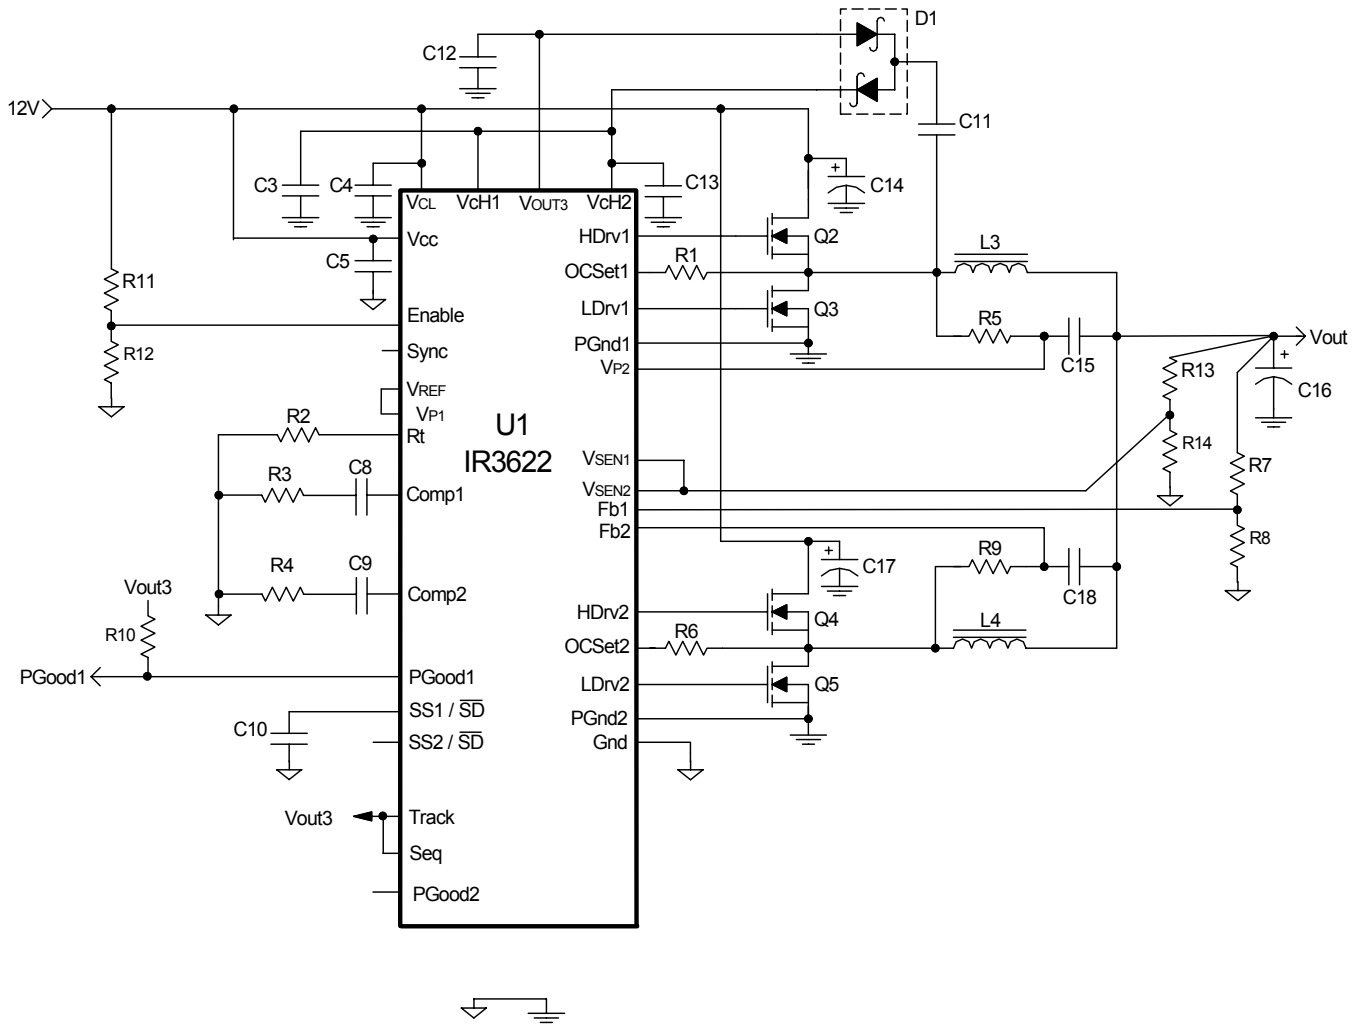 D1
C12
12V
C11
C3
C4
C13
C14
VCL
VcH1
VOUT3
VcH2
Vcc
HDrv1
Q2
L3
C5
OCSet1
R1
R11
Enable
LDrv1
Q3
R5
Vout
R12
Sync
PGnd1
VP2
C15
R13
C16
VREF
VP1
R2
Rt
U1
IR3622
R14
R3
C8
Comp1
VSEN1
VSEN2
R7
Fb1
Fb2
R8
R9
C17
R4
C9
Comp2
C18
Vout3
R10
HDrv2
Q4
L4
OCSet2
R6
PGood1
PGood1
LDrv2
Q5
SS1 / SD
PGnd2
C10
SS2 / SD
Gnd
Vout3
Track
Seq
PGood2
+
+
+